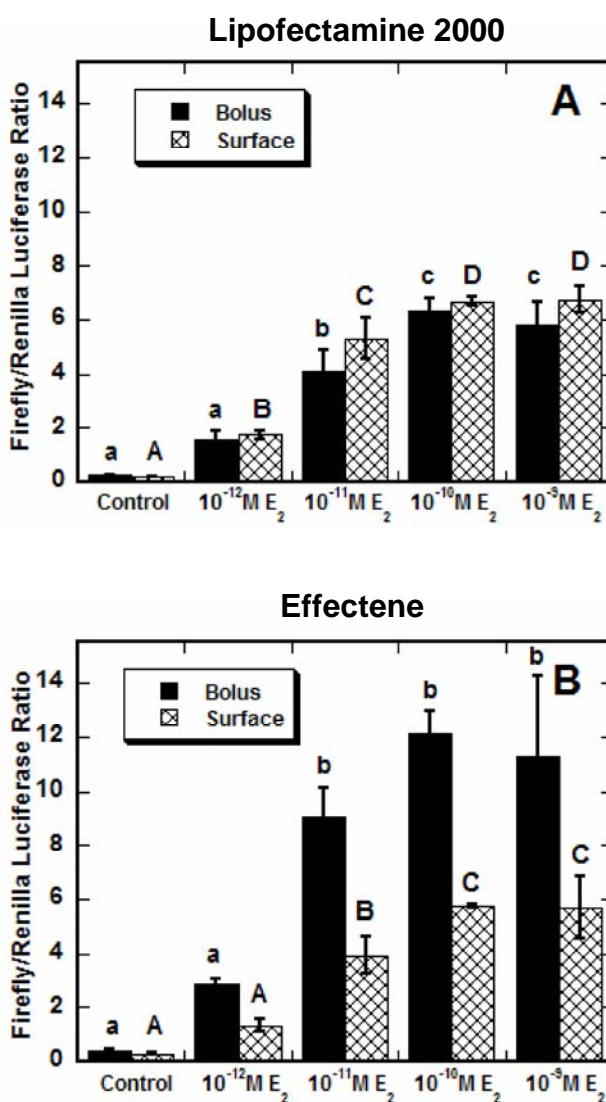 Lipofectamine 2000
Firefly/Renilla Luciferase Ratio
14
12
10
8
6
4
2
0
Bolus
Surface
A
a A
a B
b C
c D
c D
Control 10⁻¹²M E₂ 10⁻¹¹M E₂ 10⁻¹⁰M E₂ 10⁻⁹M E₂
Effectene
Firefly/Renilla Luciferase Ratio
14
12
10
8
6
4
2
0
Bolus
Surface
B
a A
a A
b B
b C
b C
Control 10⁻¹²M E₂ 10⁻¹¹M E₂ 10⁻¹⁰M E₂ 10⁻⁹M E₂